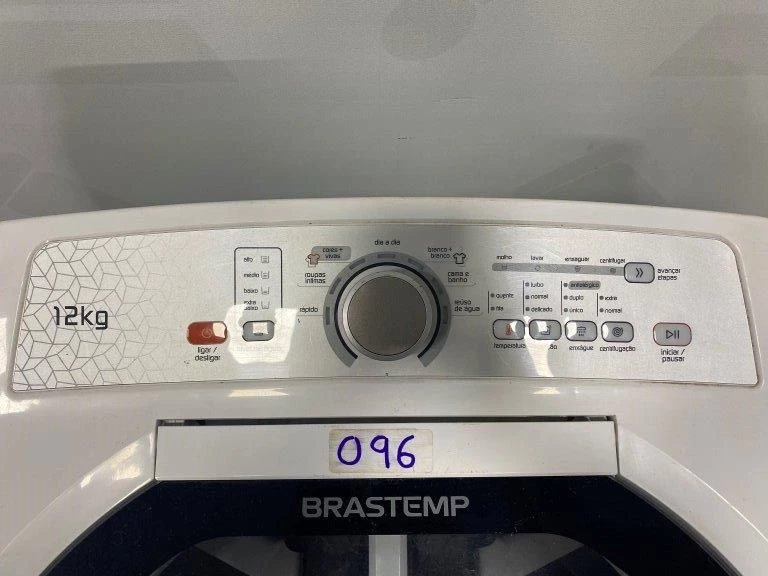 12kg
alto
médio
baixo
extra baixo
ligar / desligar
cores + vivas
dia a dia
branco + branco
roupas íntimas
cama e banho
rápido
reúso de água
molho
lavar
enxaguar
centrifugar
avançar etapas
quente
fria
turbo
normal
delicado
antialérgico
duplo
único
extra
normal
temperatura
enxágue
centrifugação
iniciar / pausar
096
BRASTEMP